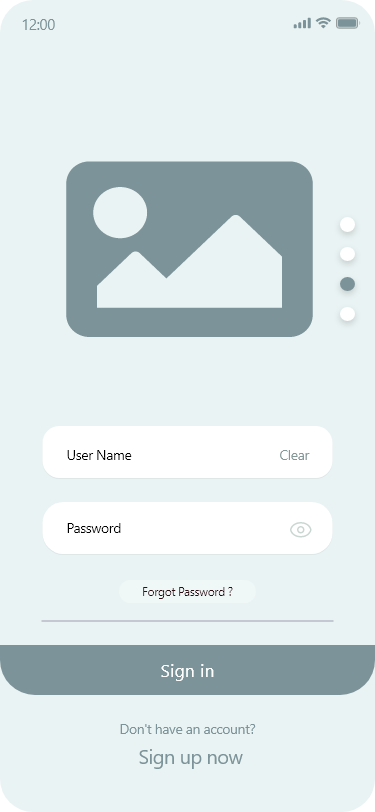 12:00
User Name
Clear
Password
Forgot Password ?
Sign in
Don't have an account?
Sign up now